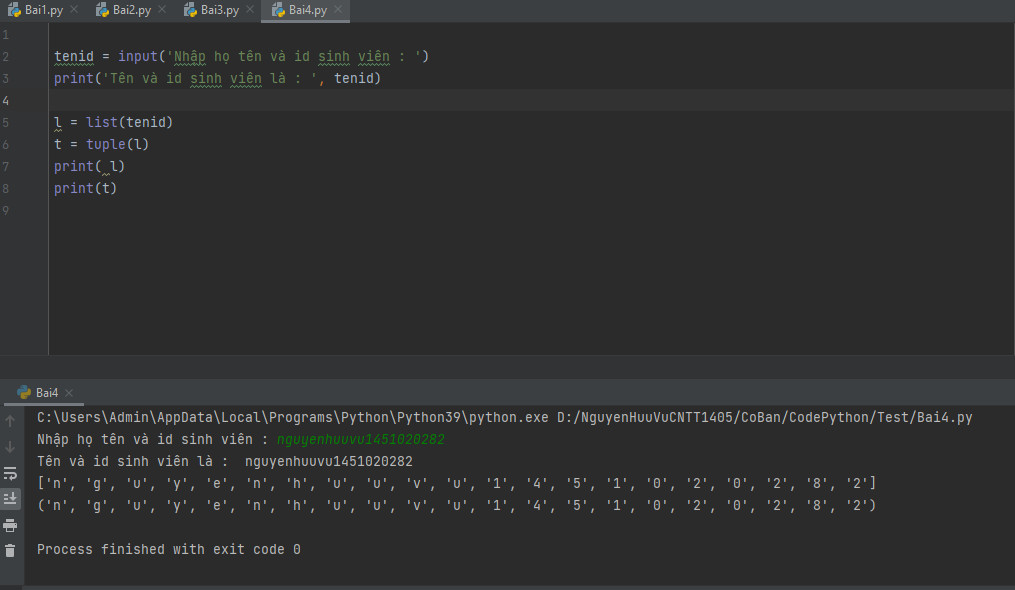 Bai1.py Bai2.py Bai3.py Bai4.py
1
2 tenid = input('Nhập họ tên và id sinh viên : ')
3 print('Tên và id sinh viên là : ', tenid)
4
5 l = list(tenid)
6 t = tuple(l)
7 print( l)
8 print(t)
9
Bai4
C:\Users\Admin\AppData\Local\Programs\Python\Python39\python.exe D:/NguyenHuuVuCNTT1405/CoBan/CodePython/Test/Bai4.py
Nhập họ tên và id sinh viên : nguyenhuuvu1451020282
Tên và id sinh viên là :  nguyenhuuvu1451020282
['n', 'g', 'u', 'y', 'e', 'n', 'h', 'u', 'u', 'v', 'u', '1', '4', '5', '1', '0', '2', '0', '2', '8', '2']
('n', 'g', 'u', 'y', 'e', 'n', 'h', 'u', 'u', 'v', 'u', '1', '4', '5', '1', '0', '2', '0', '2', '8', '2')
Process finished with exit code 0